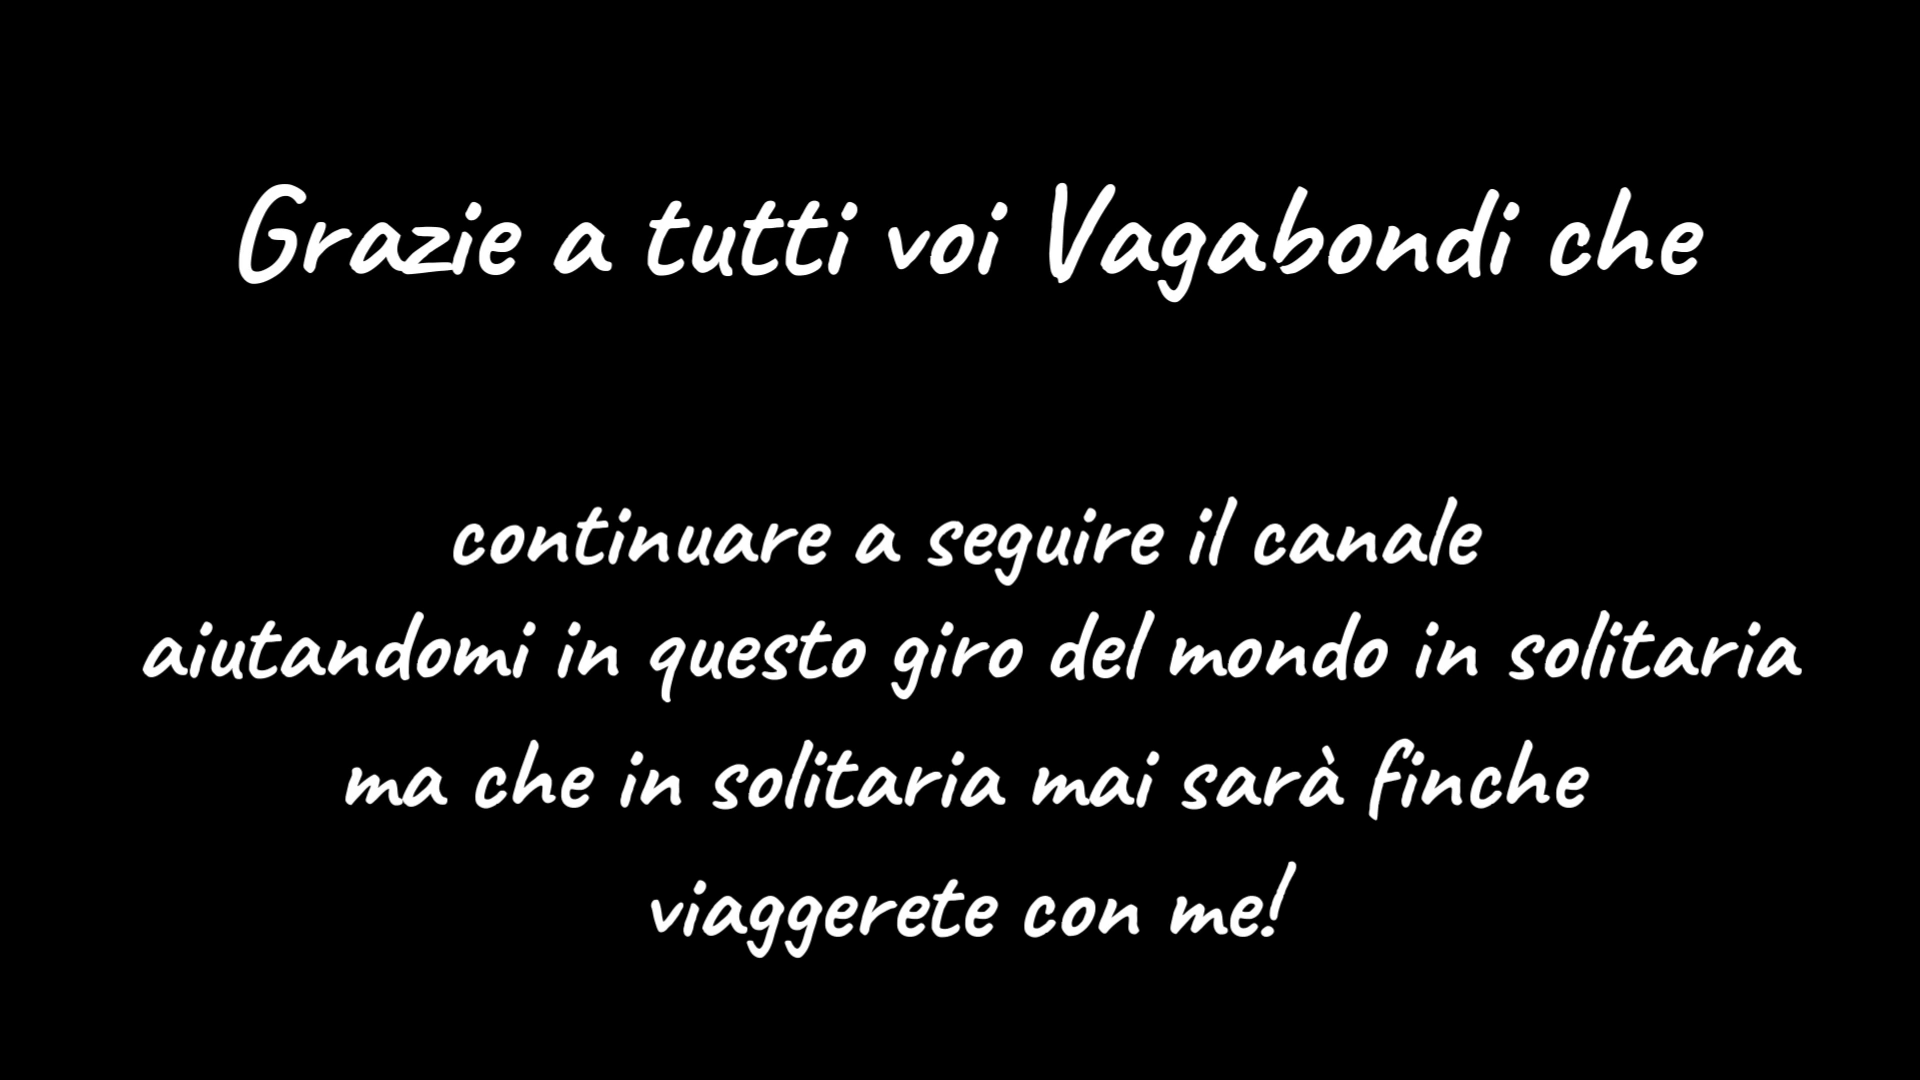 Grazie a tutti voi Vagabondi che
continuare a seguire il canale
aiutandomi in questo giro del mondo in solitaria
ma che in solitaria mai sarà finche
viaggerete con me!